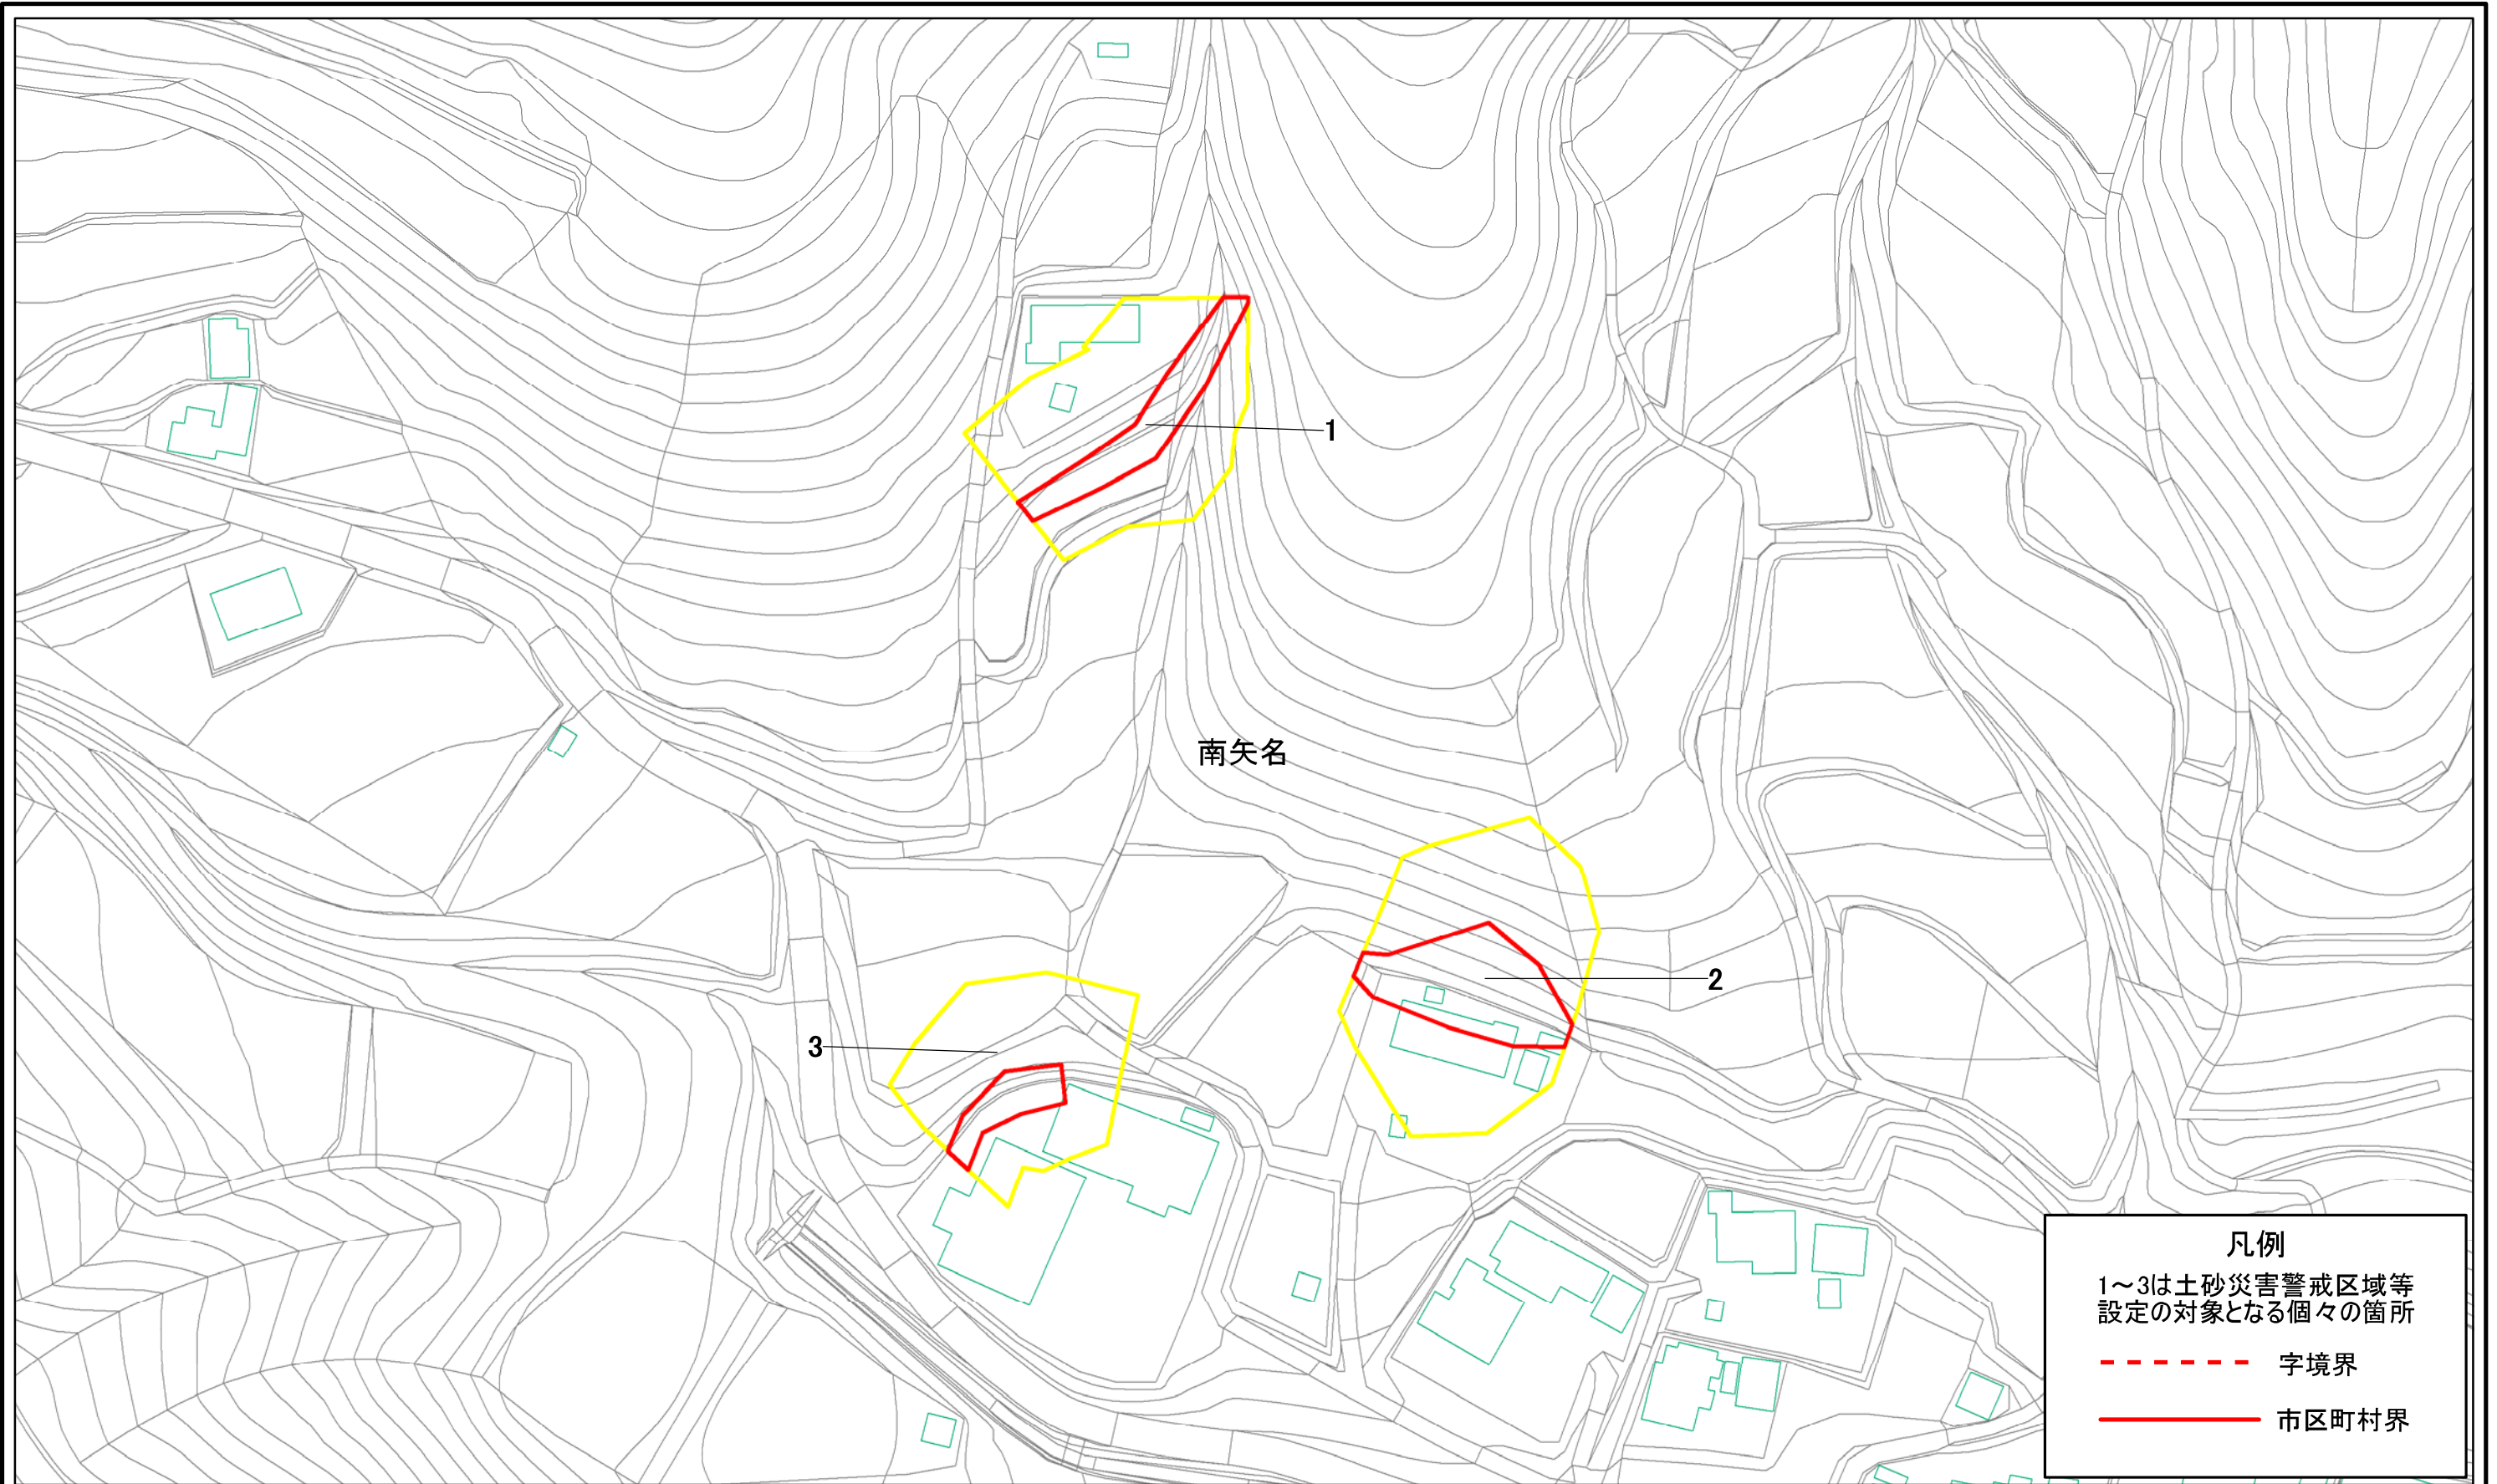 1
南矢名
2
3
凡例
1～3は土砂災害警戒区域等
設定の対象となる個々の箇所
字境界
市区町村界